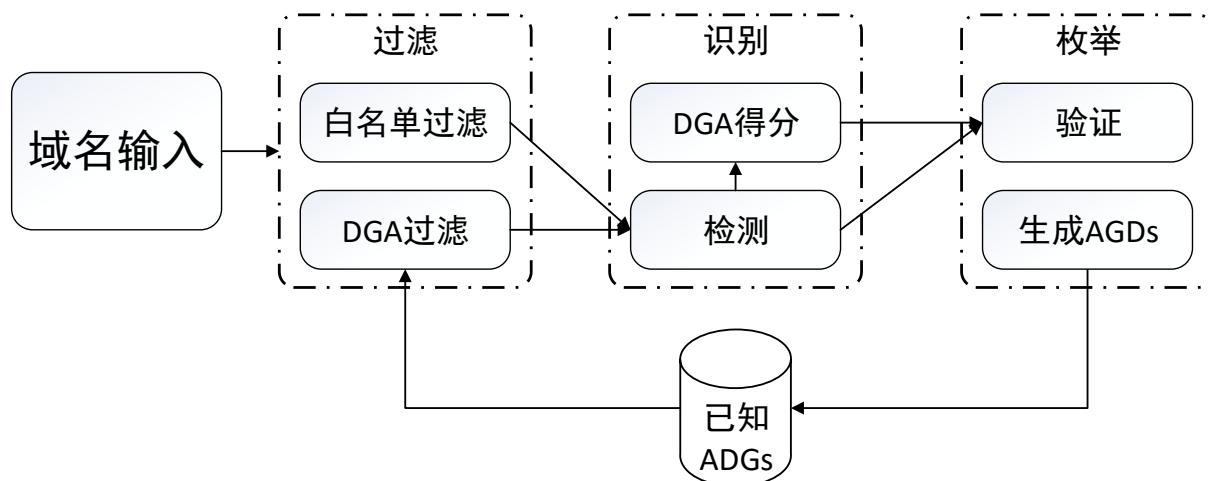 过滤
识别
枚举
域名输入
白名单过滤
DGA得分
验证
DGA过滤
检测
生成AGDs
已知
ADGs